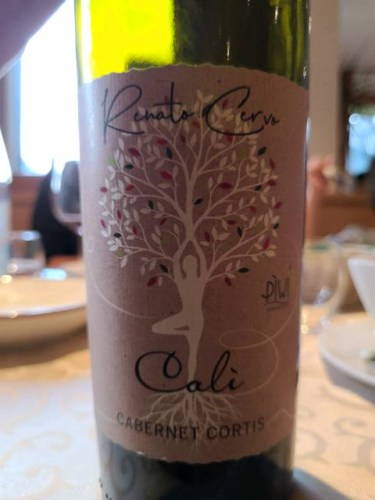 Renato Cervo
PIWI
Calì
CABERNET CORTIS